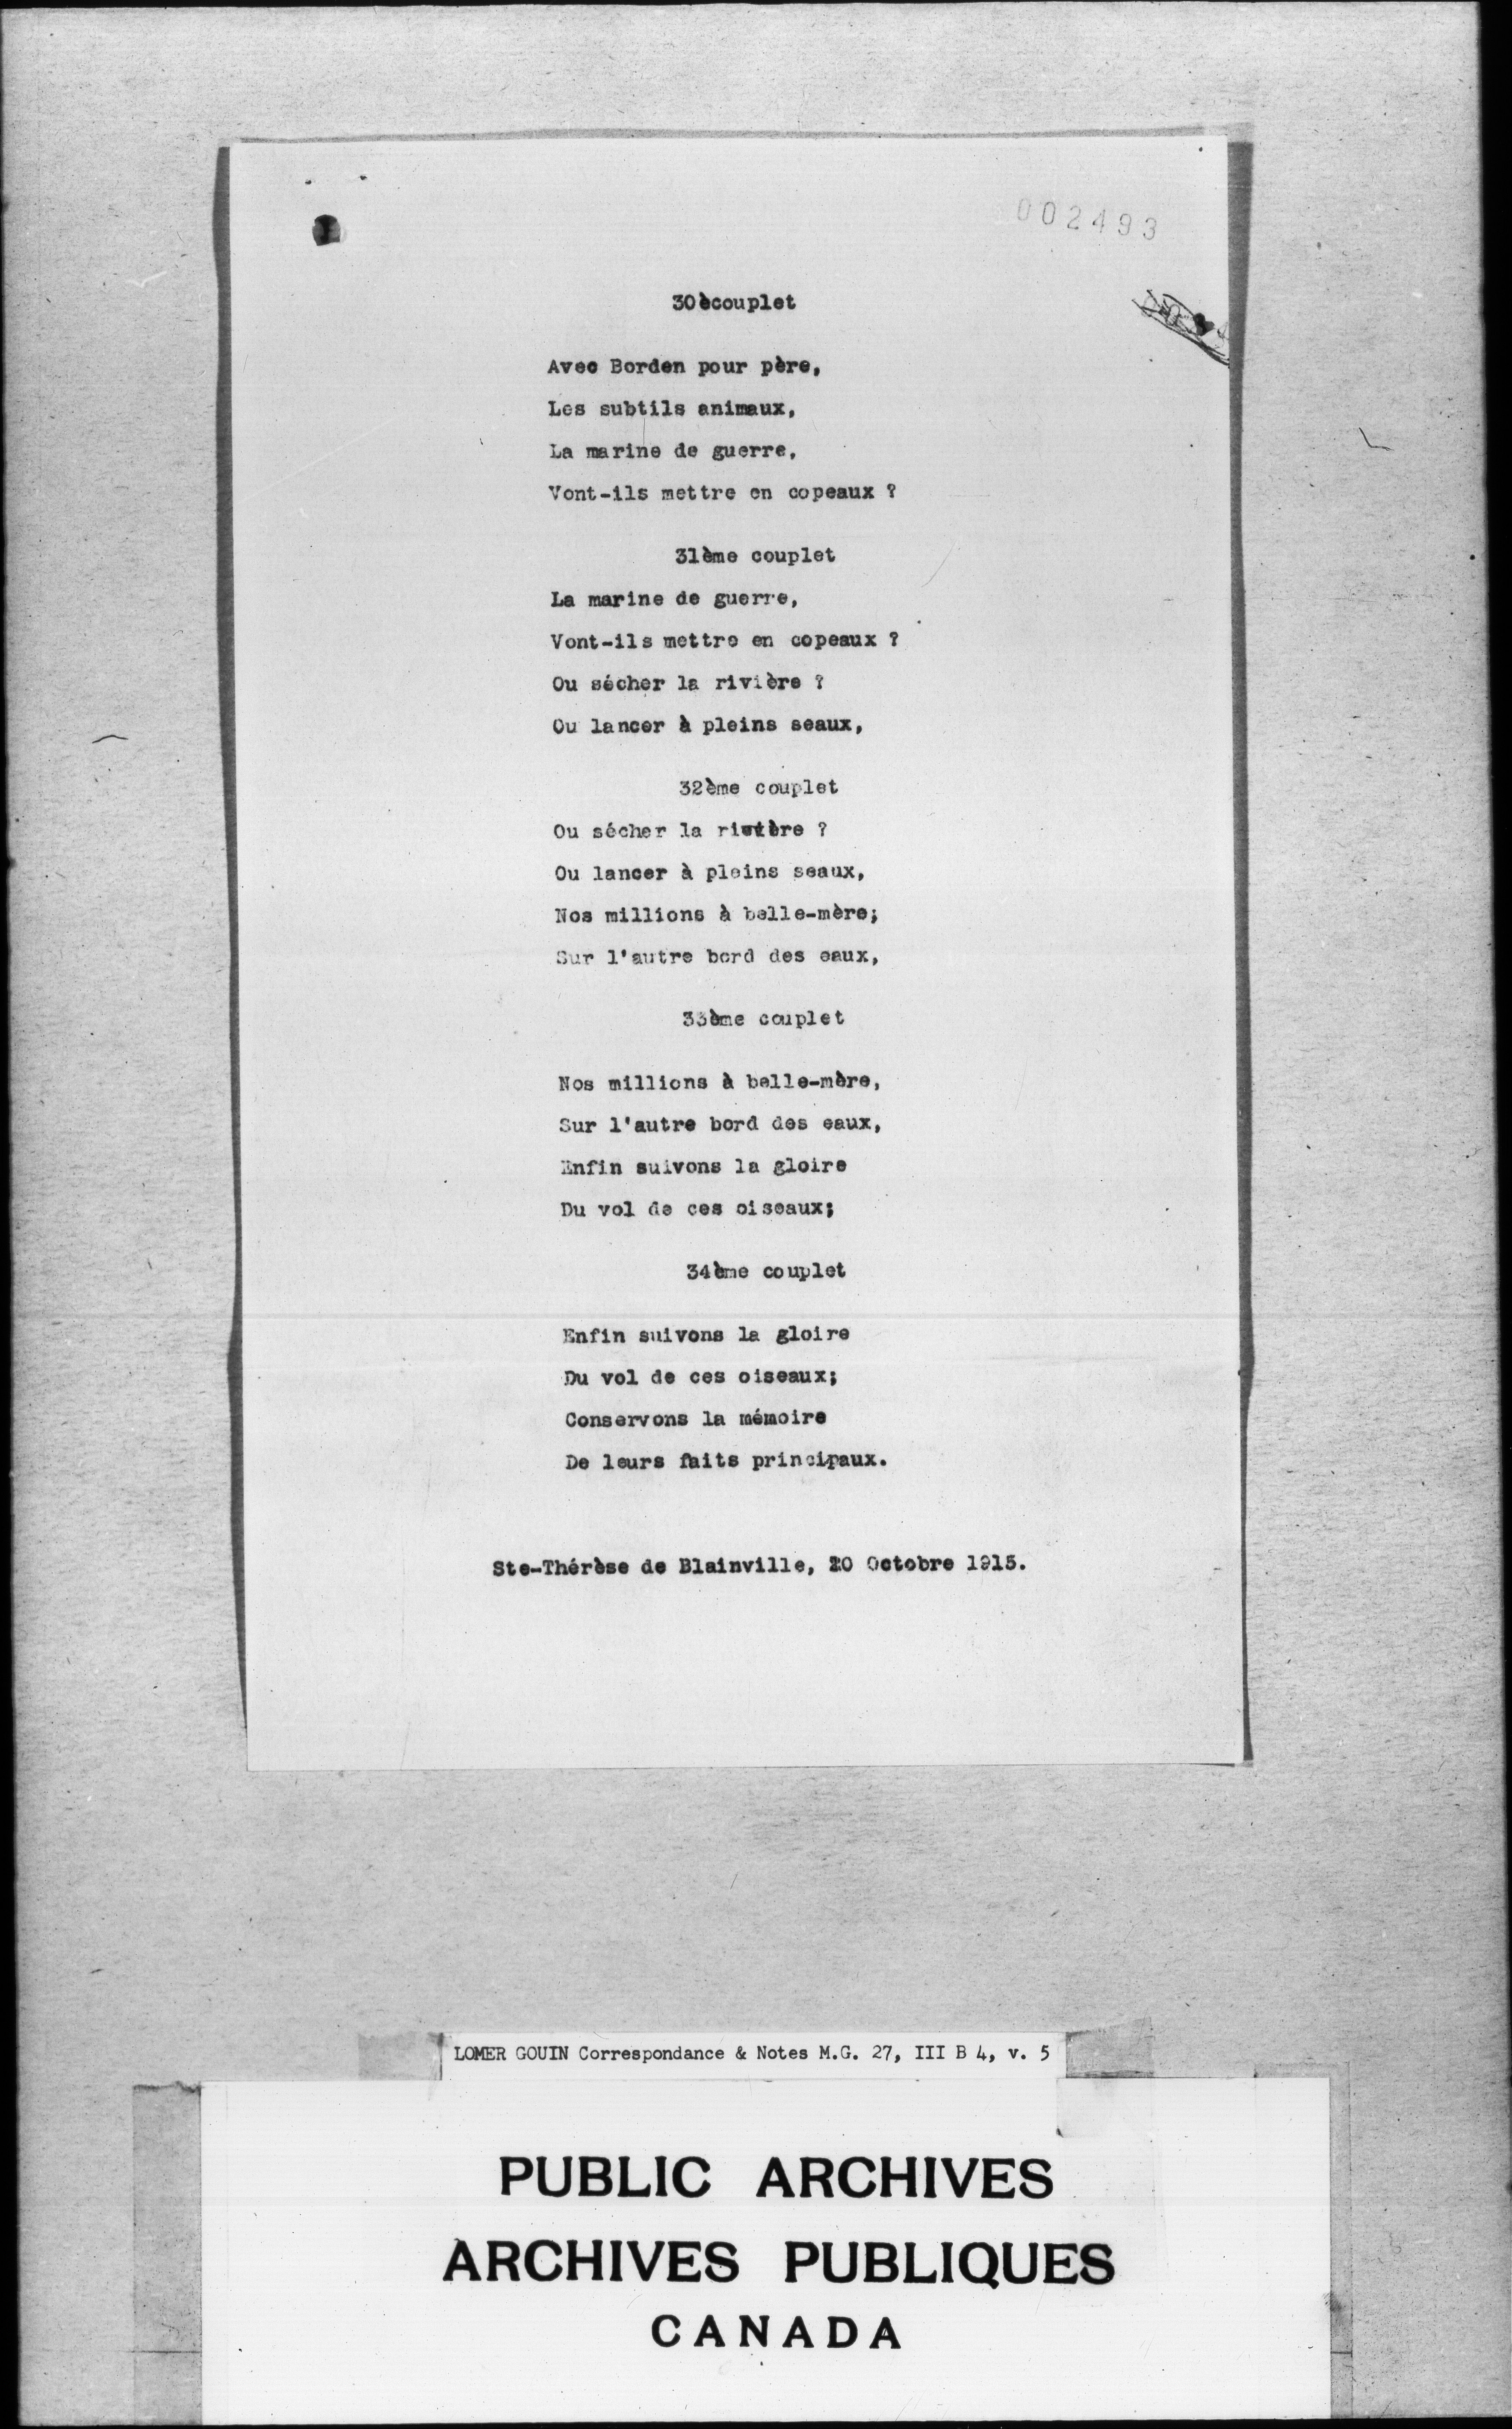 002493
30ècouplet
Avec Borden pour père,
Les subtils animaux,
La marine de guerre,
Vont-ils mettre en copeaux ?
31ème couplet
La marine de guerre,
Vont-ils mettre en copeaux ?
Ou sécher la rivière ?
Ou lancer à pleins seaux,
32ème couplet
Ou sécher la rivière ?
Ou lancer à pleins seaux,
Nos millions à belle-mère;
Sur l'autre bord des eaux,
33ème couplet
Nos millions à belle-mère,
Sur l'autre bord des eaux,
Enfin suivons la gloire
Du vol de ces oiseaux;
34ème couplet
Enfin suivons la gloire
Du vol de ces oiseaux;
Conservons la mémoire
De leurs faits principaux.
Ste-Thérèse de Blainville, 20 Octobre 1915.
LOMER GOUIN Correspondance & Notes M.G. 27, III B 4, v. 5
PUBLIC ARCHIVES
ARCHIVES PUBLIQUES
CANADA